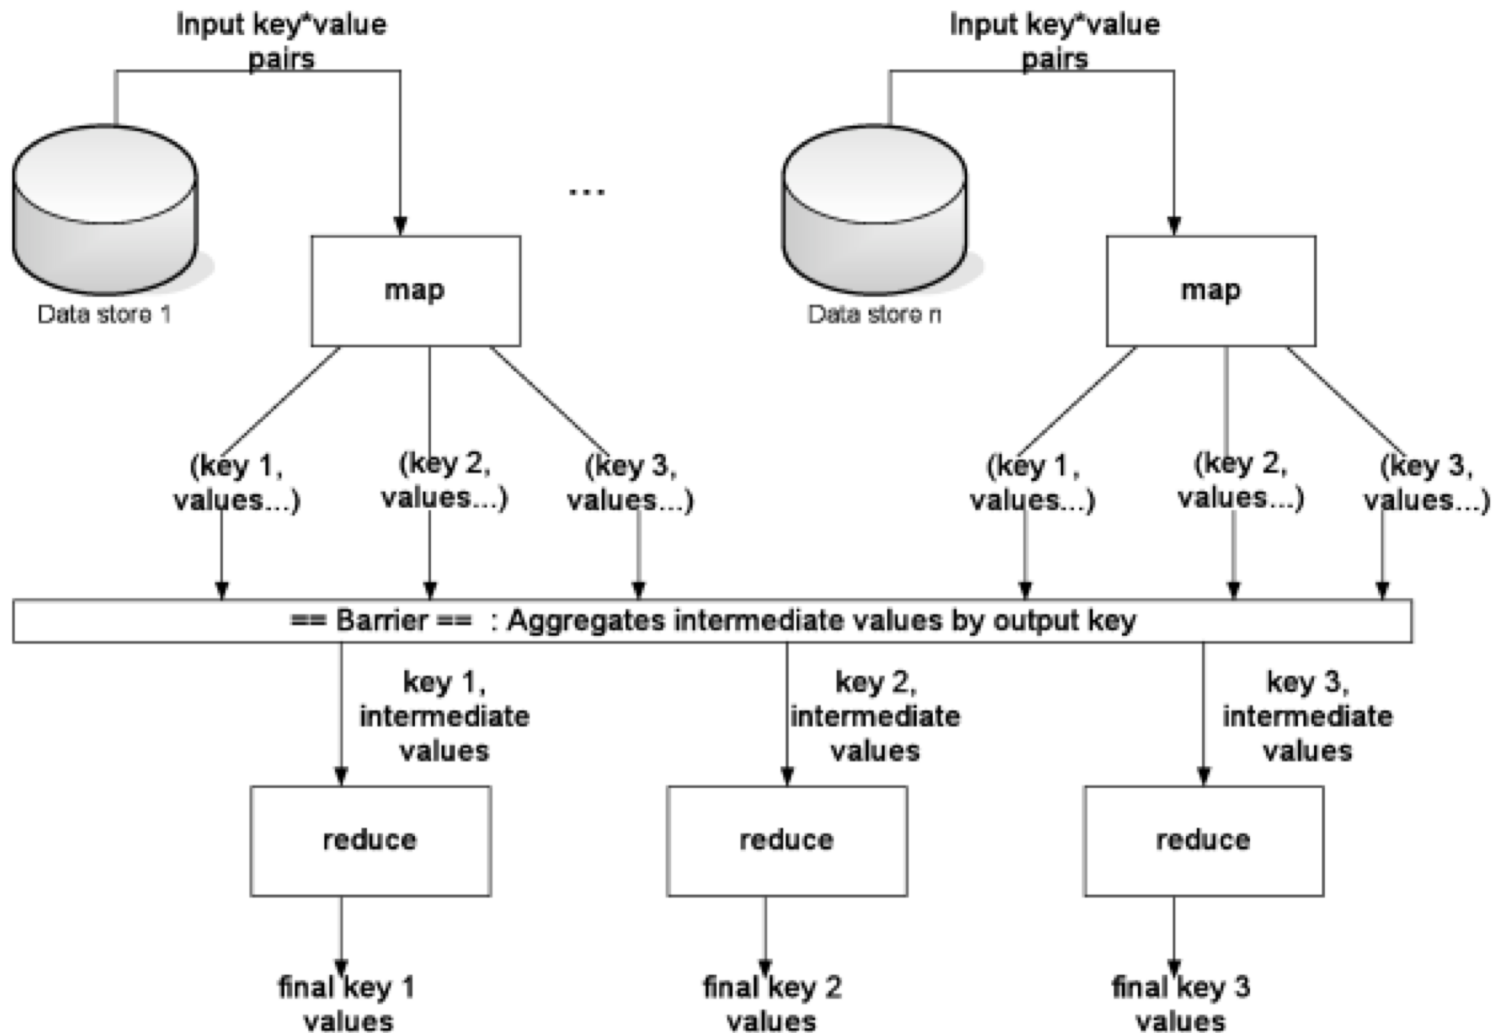 Input key*value
pairs
Input key*value
pairs
...
Data store 1
map
Data store n
map
(key 1,
values...)
(key 2,
values...)
(key 3,
values...)
(key 1,
values...)
(key 2,
values...)
(key 3,
values...)
== Barrier == : Aggregates intermediate values by output key
key 1,
intermediate
values
key 2,
intermediate
values
key 3,
intermediate
values
reduce
reduce
reduce
final key 1
values
final key 2
values
final key 3
values